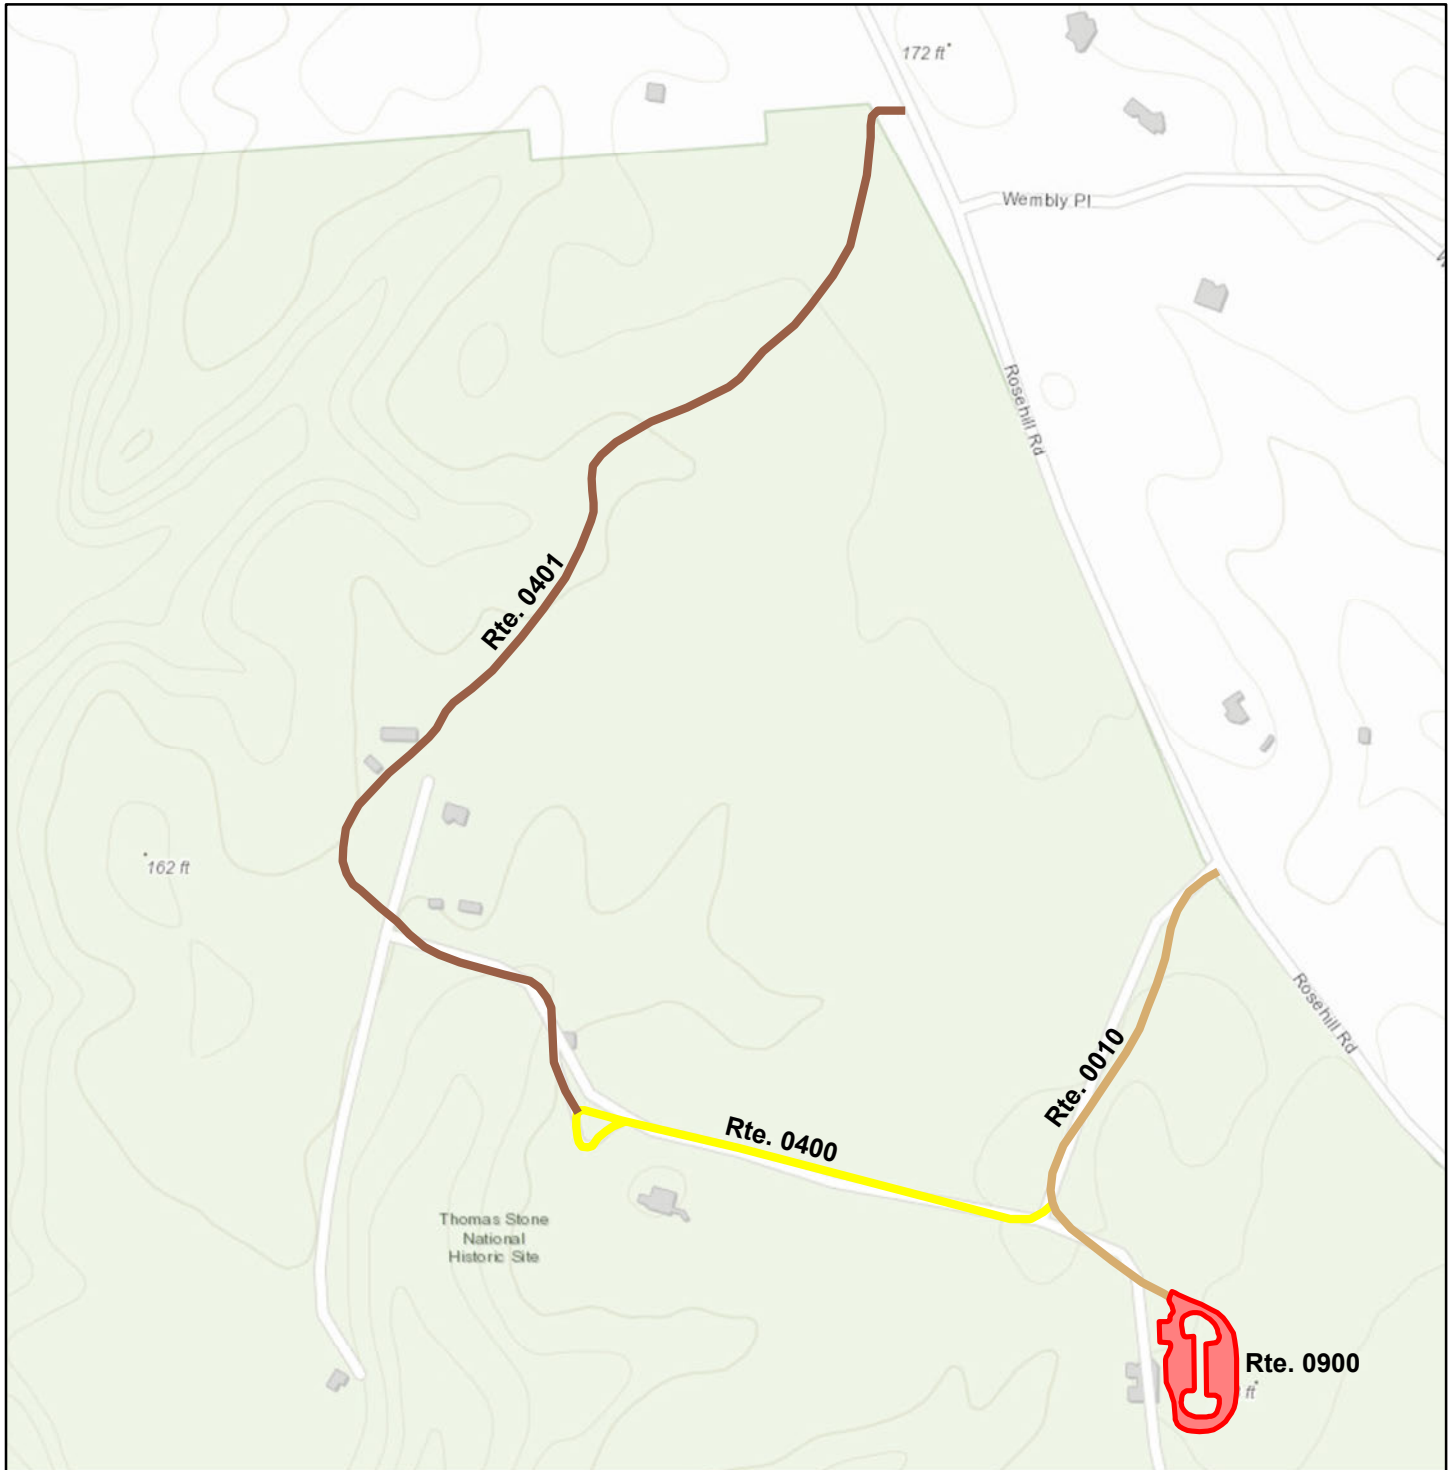 172 ft
Wembly Pl
Rosehill Rd
Rte. 0401
162 ft
Rosehill Rd
Rte. 0010
Rte. 0400
Thomas Stone
National
Historic Site
Rte. 0900
ft